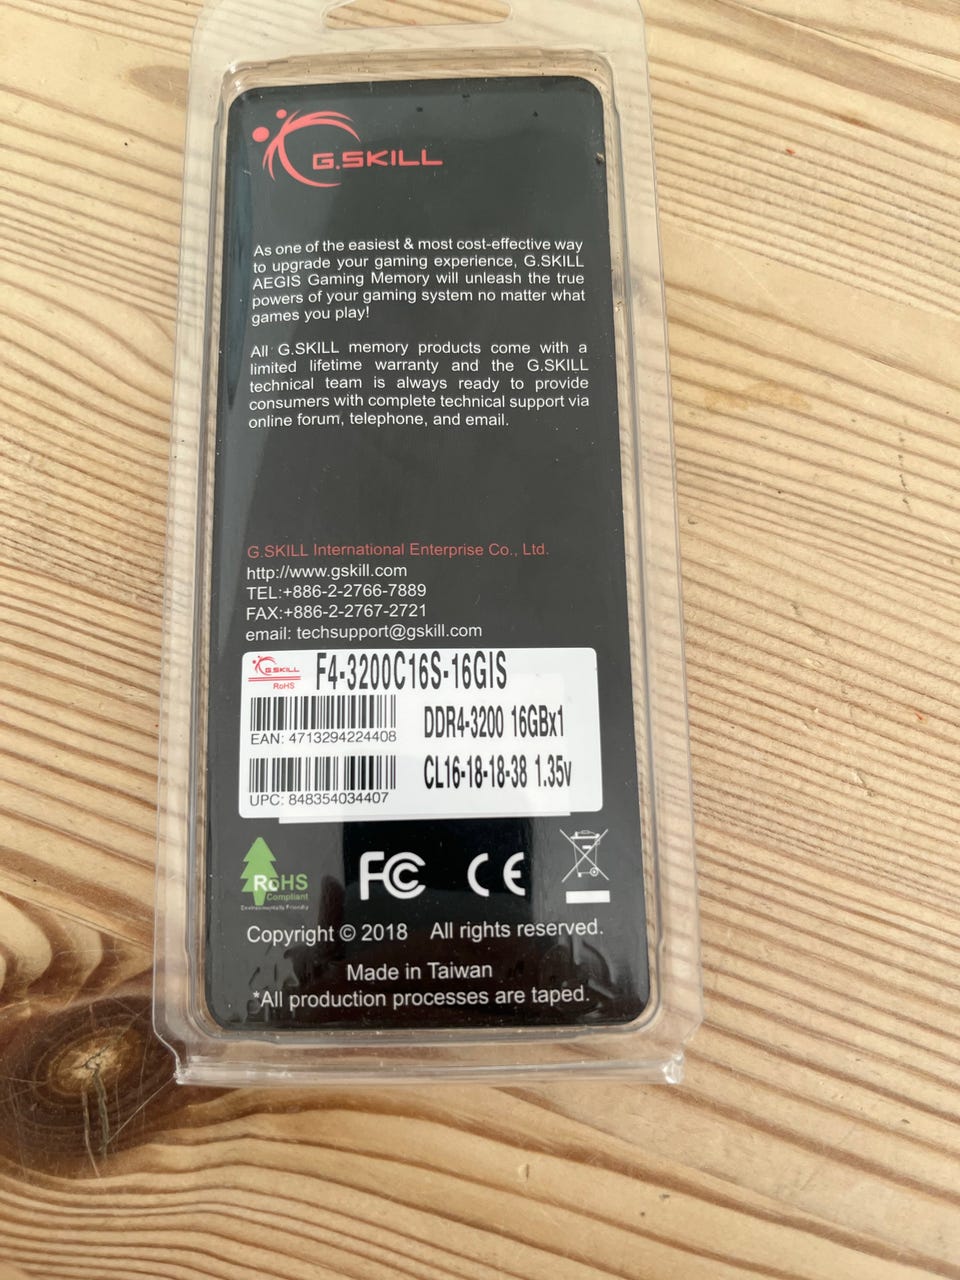 G.SKILL
As one of the easiest & most cost-effective way
to upgrade your gaming experience, G.SKILL
AEGIS Gaming Memory will unleash the true
powers of your gaming system no matter what
games you play!
All G.SKILL memory products come with a
limited lifetime warranty and the G.SKILL
technical team is always ready to provide
consumers with complete technical support via
online forum, telephone, and email.
G.SKILL International Enterprise Co., Ltd.
http://www.gskill.com
TEL:+886-2-2766-7889
FAX:+886-2-2767-2721
email: techsupport@gskill.com
G.SKILL
RoHS
F4-3200C16S-16GIS
EAN: 4713294224408
DDR4-3200 16GBx1
UPC: 848354034407
CL16-18-18-38 1.35v
RoHS
Compliant
Environmentally Friendly
FC
CE
Copyright © 2018 All rights reserved.
Made in Taiwan
*All production processes are taped.